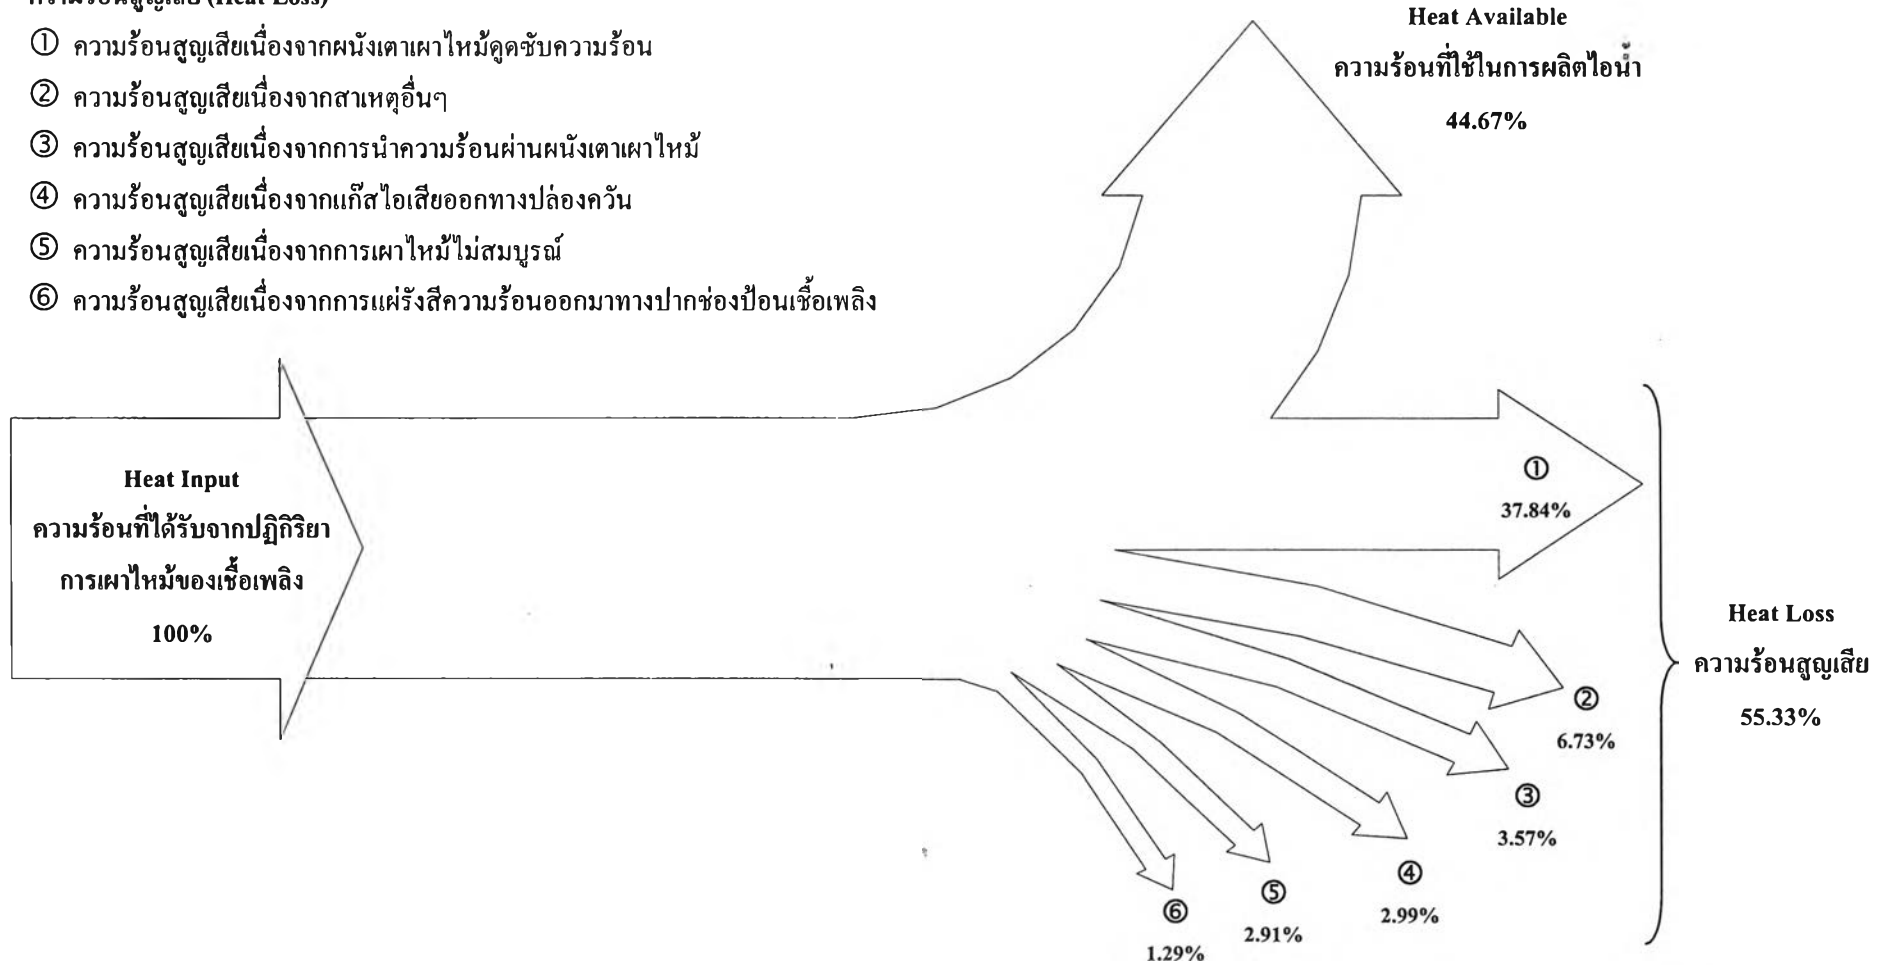 ความร้อนสูญเสีย (Heat Loss)
① ความร้อนสูญเสียเนื่องจากผนังเตาเผาไหม้ดูดซับความร้อน
② ความร้อนสูญเสียเนื่องจากสาเหตุอื่นๆ
③ ความร้อนสูญเสียเนื่องจากการนำความร้อนผ่านผนังเตาเผาไหม้
④ ความร้อนสูญเสียเนื่องจากแก๊สไอเสียออกทางปล่องควัน
⑤ ความร้อนสูญเสียเนื่องจากการเผาไหม้ไม่สมบูรณ์
⑥ ความร้อนสูญเสียเนื่องจากการแผ่รังสีความร้อนออกมาทางปากช่องป้อนเชื้อเพลิง
Heat Available
ความร้อนที่ใช้ในการผลิตไอน้ำ
44.67%
Heat Input
ความร้อนที่ได้รับจากปฏิกิริยา
การเผาไหม้ของเชื้อเพลิง
100%
①
37.84%
②
6.73%
③
3.57%
④
2.99%
⑤
2.91%
⑥
1.29%
Heat Loss
ความร้อนสูญเสีย
55.33%